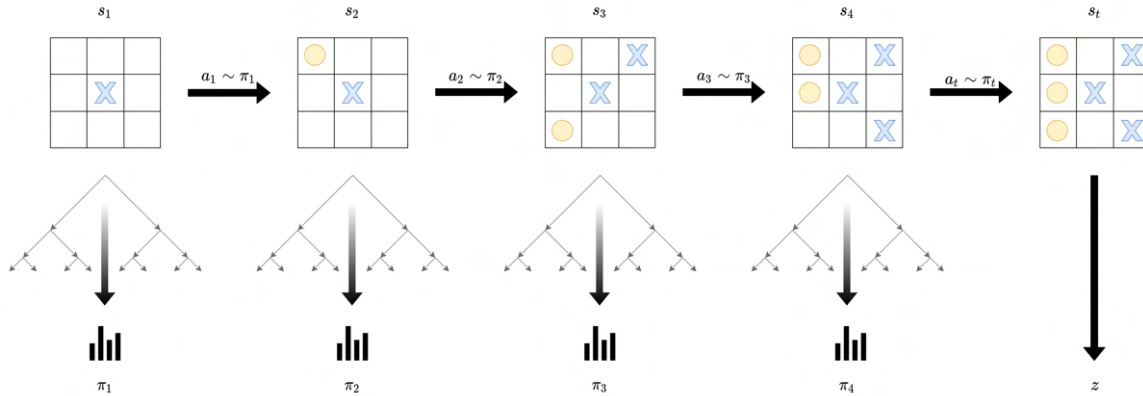 s₁ s₂ s₃ s₄ sₜ
a₁ ∼ π₁ a₂ ∼ π₂ a₃ ∼ π₃ aₜ ∼ πₜ
π₁ π₂ π₃ π₄ z